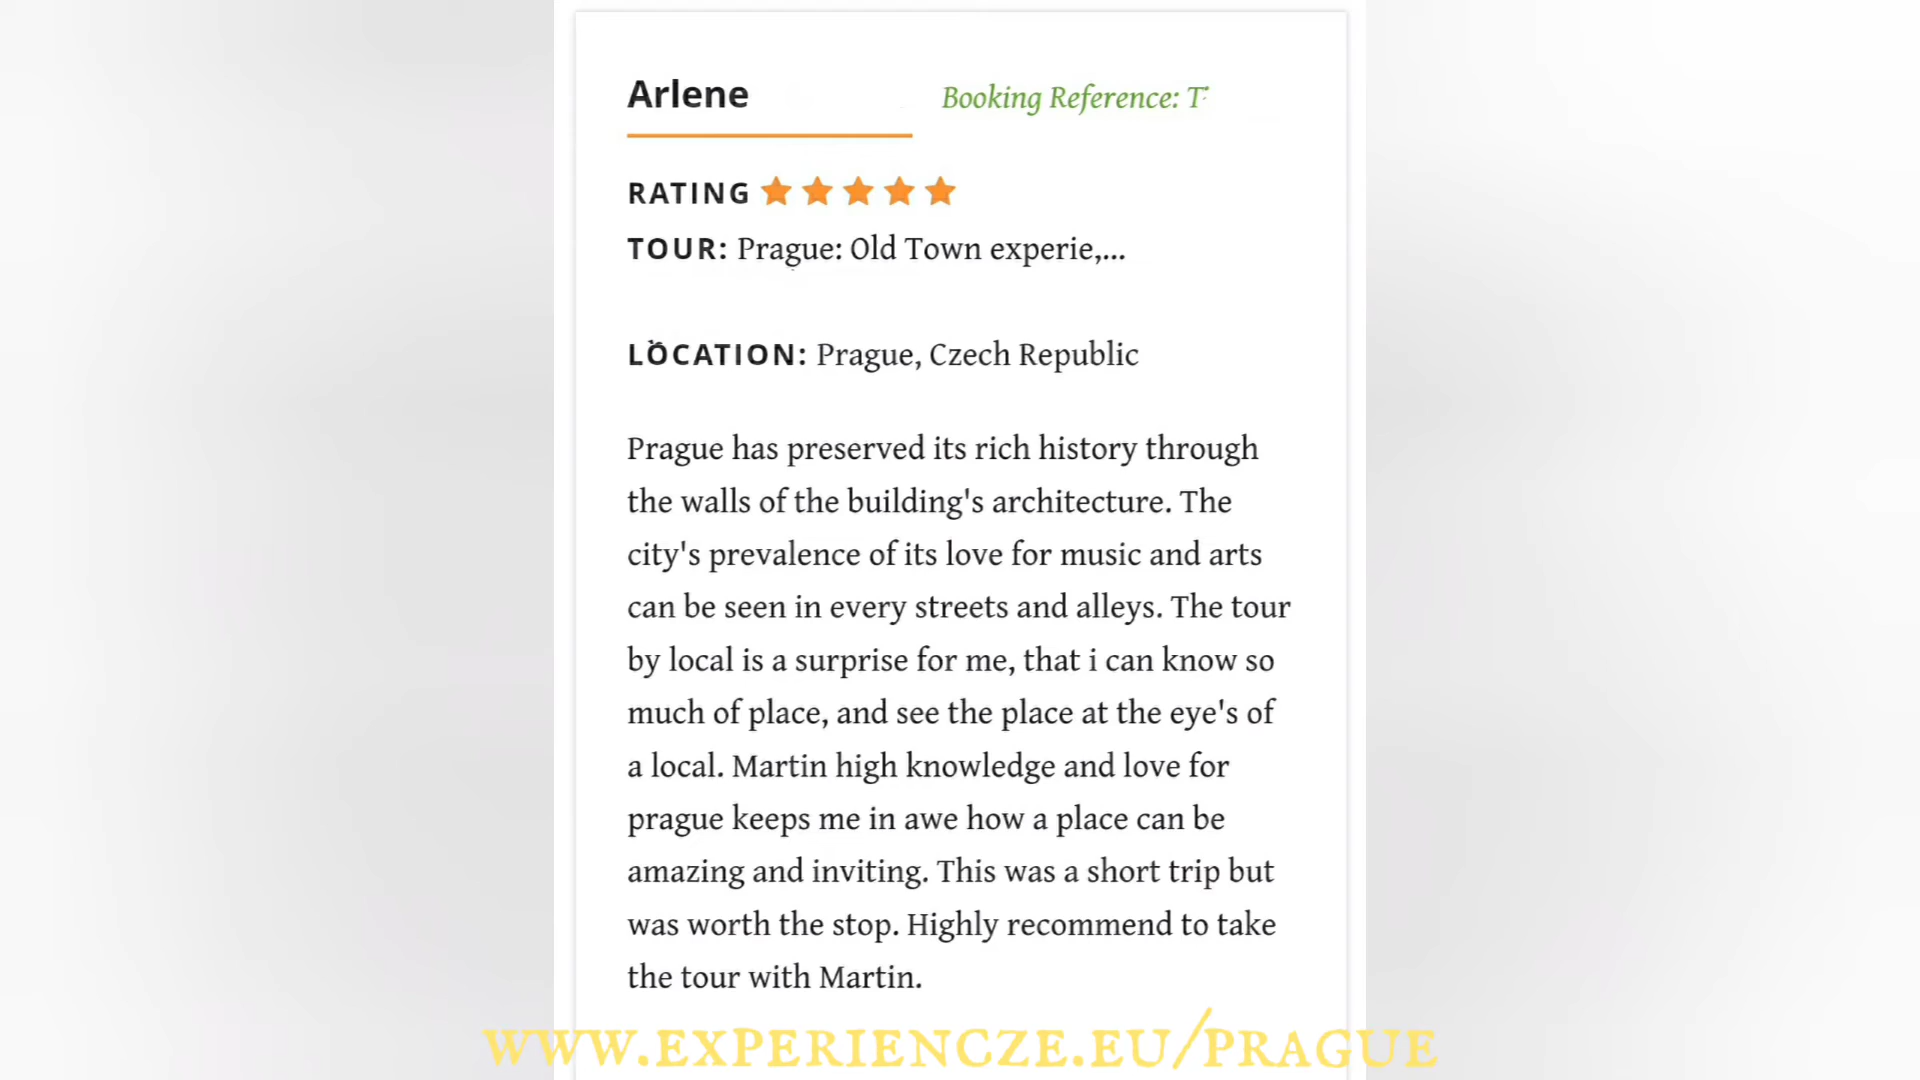 Arlene
Booking Reference: T
RATING
TOUR: Prague: Old Town experie,...
LOCATION: Prague, Czech Republic
Prague has preserved its rich history through
the walls of the building's architecture. The
city's prevalence of its love for music and arts
can be seen in every streets and alleys. The tour
by local is a surprise for me, that i can know so
much of place, and see the place at the eye's of
a local. Martin high knowledge and love for
prague keeps me in awe how a place can be
amazing and inviting. This was a short trip but
was worth the stop. Highly recommend to take
the tour with Martin.
www.experiencze.eu/prague